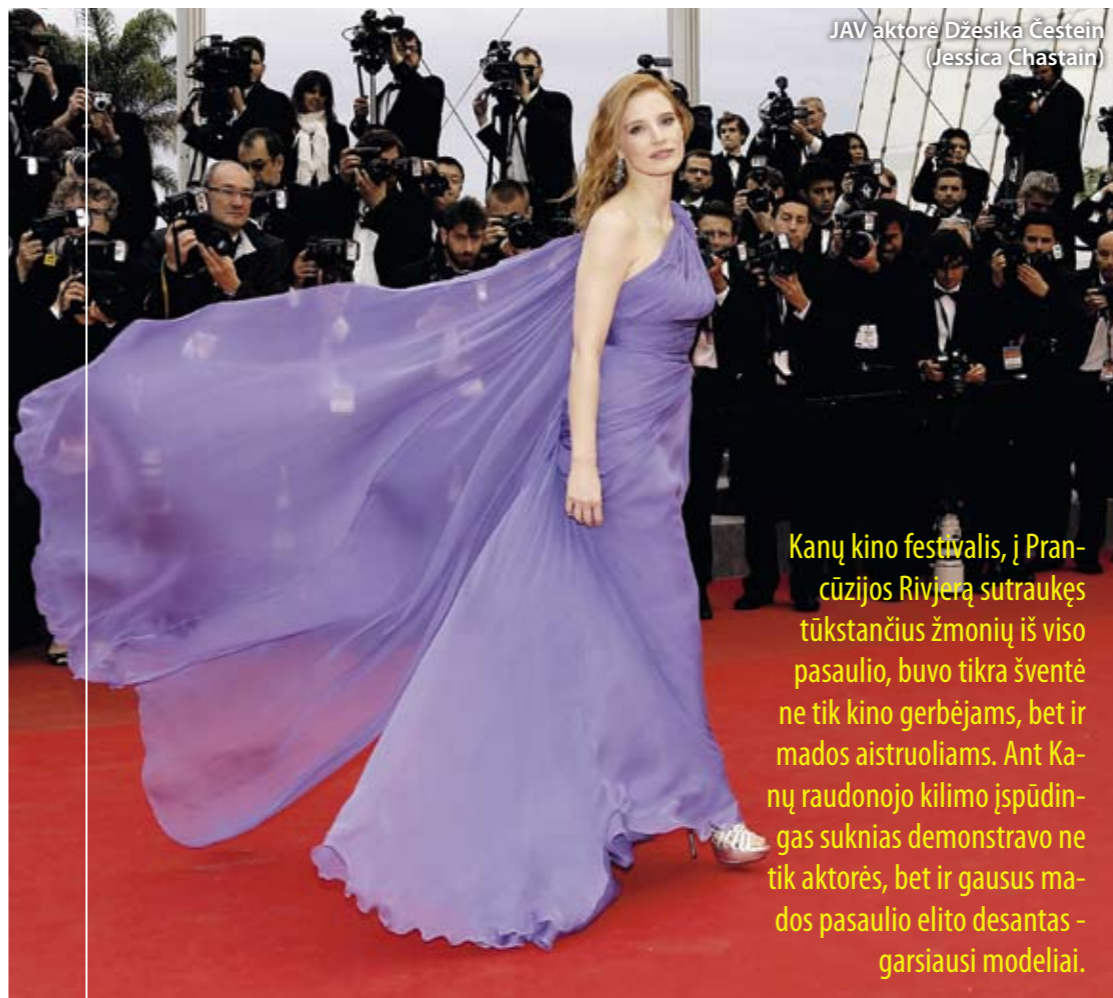 JAV aktorė Džesika Čestein
(Jessica Chastain)
Kanų kino festivalis, į Pran-
cūzijos Rivjerą sutraukęs
tūkstančius žmonių iš viso
pasaulio, buvo tikra šventė
ne tik kino gerbėjams, bet ir
mados aistruoliams. Ant Ka-
nų raudonojo kilimo įspūdin-
gas suknias demonstravo ne
tik aktorės, bet ir gausus ma-
dos pasaulio elito desantas -
garsiausi modeliai.